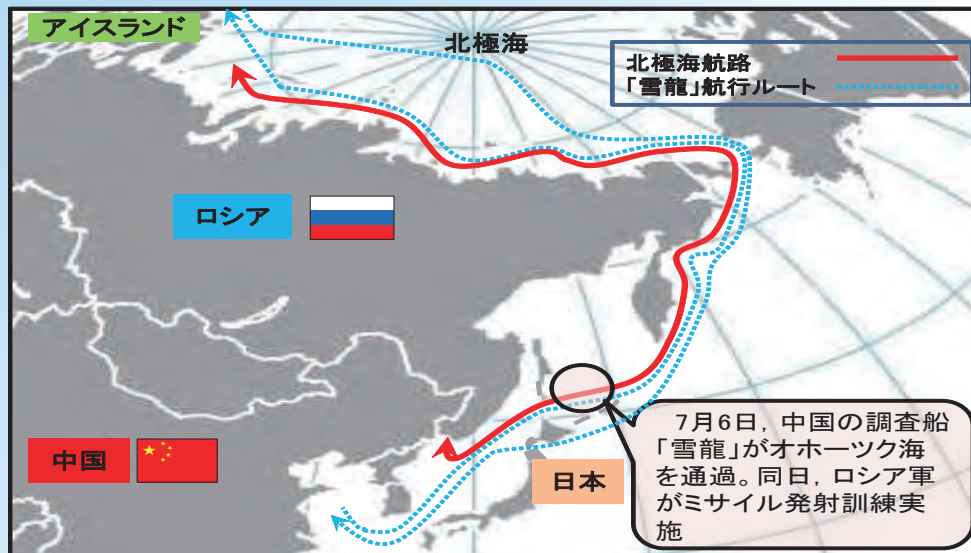 アイスランド
北極海
北極海航路
「雪龍」航行ルート
ロシア
中国
日本
7月6日，中国の調査船
「雪龍」がオホーツク海
を通過。同日，ロシア軍
がミサイル発射訓練実
施